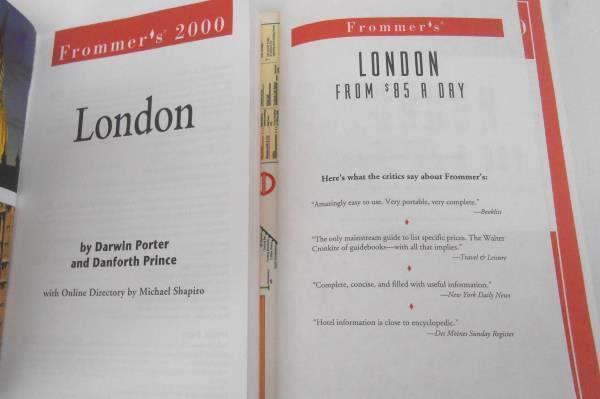 Frommer's 2000
London
by Darwin Porter
and Danforth Prince
with Online Directory by Michael Shapiro
Frommer's®
LONDON
FROM $85 A DAY
Here's what the critics say about Frommer's:
"Amazingly easy to use. Very portable, very complete."
—Booklist
"The only mainstream guide to list specific prices. The Walter
Cronkite of guidebooks—with all that implies."
—Travel & Leisure
"Complete, concise, and filled with useful information."
—New York Daily News
"Hotel information is close to encyclopedic."
—Des Moines Sunday Register